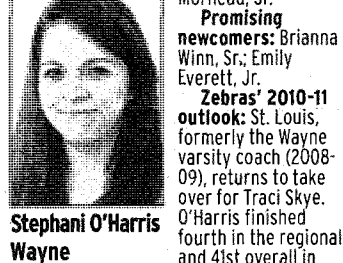 Morhead, Sr.
Promising
newcomers: Brianna
Winn, Sr.; Emily
Everett, Jr.
Zebras' 2010-11
outlook: St. Louis,
formerly the Wayne
varsity coach (2008-
09), returns to take
over for Traci Skye.
O'Harris finished
fourth in the regional
and 41st overall in
Stephani O'Harris
Wayne